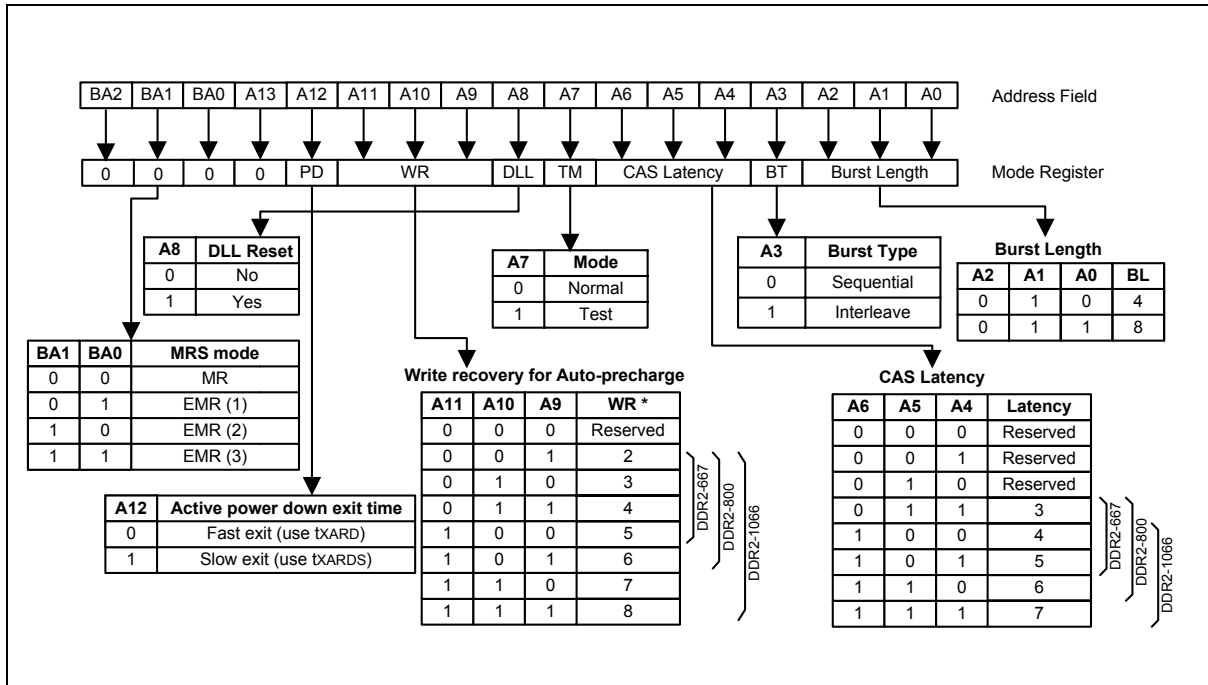 BA2 BA1 BA0 A13 A12 A11 A10 A9 A8 A7 A6 A5 A4 A3 A2 A1 A0 Address Field
0 0 0 0 PD WR DLL TM CAS Latency BT Burst Length Mode Register
A8 DLL Reset
0 No
1 Yes
A7 Mode
0 Normal
1 Test
A3 Burst Type
0 Sequential
1 Interleave
Burst Length
A2 A1 A0 BL
0 1 0 4
0 1 1 8
BA1 BA0 MRS mode
0 0 MR
0 1 EMR (1)
1 0 EMR (2)
1 1 EMR (3)
A12 Active power down exit time
0 Fast exit (use tXARD)
1 Slow exit (use tXARDS)
Write recovery for Auto-precharge
A11 A10 A9 WR *
0 0 0 Reserved
0 0 1 2
0 1 0 3
0 1 1 4
1 0 0 5
1 0 1 6
1 1 0 7
1 1 1 8
DDR2-667
DDR2-800
DDR2-1066
CAS Latency
A6 A5 A4 Latency
0 0 0 Reserved
0 0 1 Reserved
0 1 0 Reserved
0 1 1 3
1 0 0 4
1 0 1 5
1 1 0 6
1 1 1 7
DDR2-667
DDR2-800
DDR2-1066